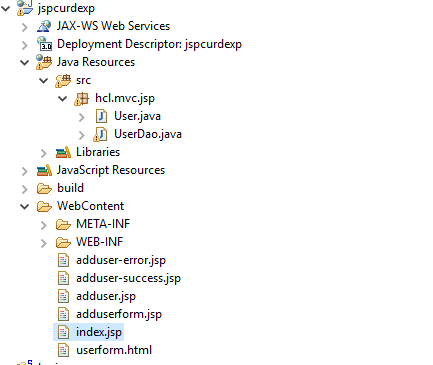 jspcurdexp
JAX-WS Web Services
3.0 Deployment Descriptor: jspcurdexp
Java Resources
src
hcl.mvc.jsp
User.java
UserDao.java
Libraries
JavaScript Resources
build
WebContent
META-INF
WEB-INF
adduser-error.jsp
adduser-success.jsp
adduser.jsp
adduserform.jsp
index.jsp
userform.html